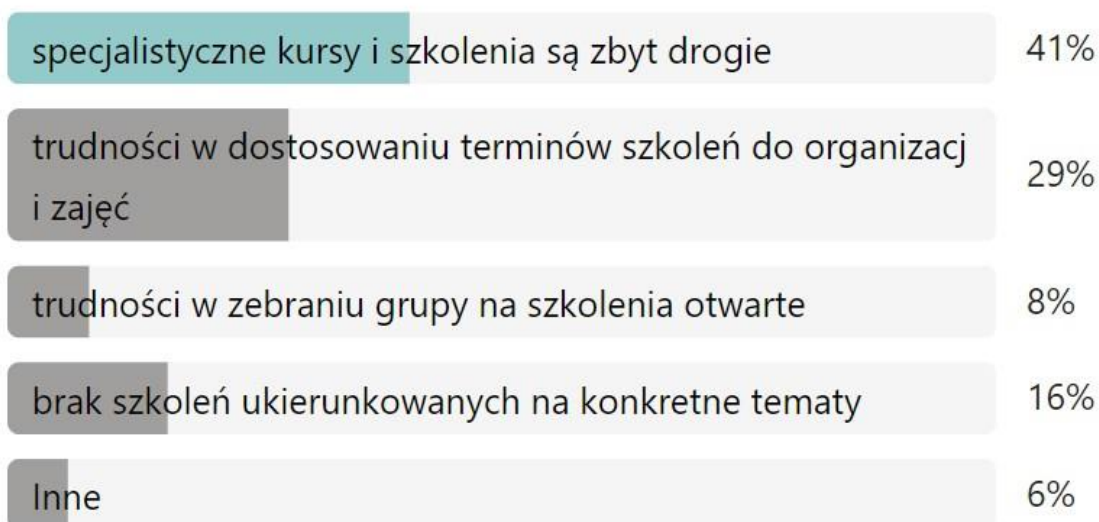 specjalistyczne kursy i szkolenia są zbyt drogie 41%
trudności w dostosowaniu terminów szkoleń do organizacj
i zajęć 29%
trudności w zebraniu grupy na szkolenia otwarte 8%
brak szkoleń ukierunkowanych na konkretne tematy 16%
Inne 6%